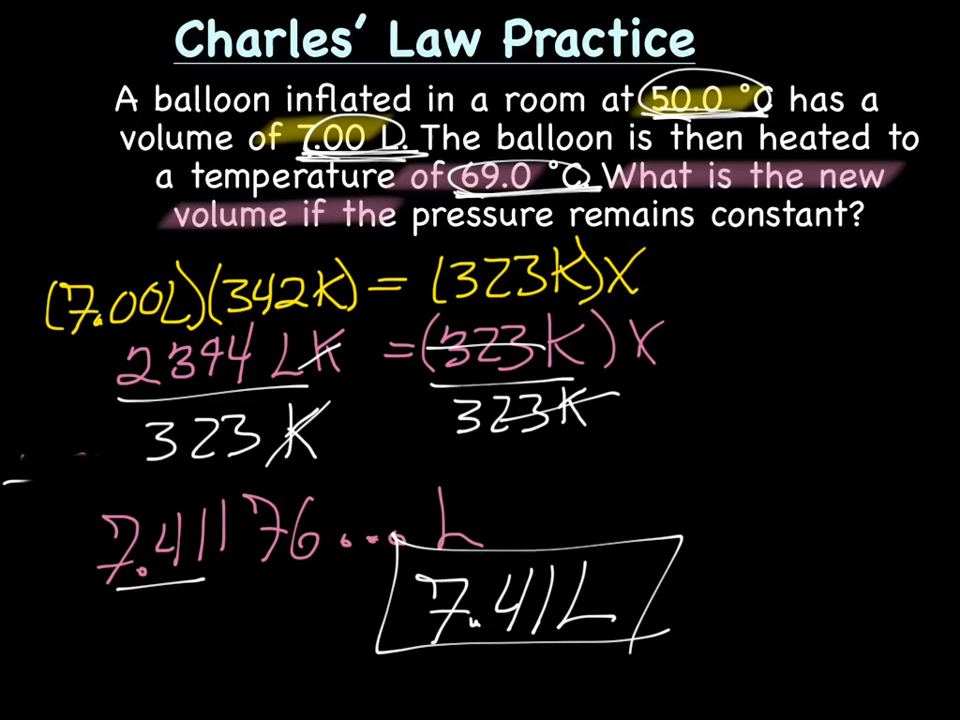 Charles’ Law Practice
A balloon inflated in a room at 50.0 °C has a
volume of 7.00 L. The balloon is then heated to
a temperature of 69.0 °C. What is the new
volume if the pressure remains constant?
(7.00L)(342K) = (323K)X
2394 LK = (323K)X
323K 323K
7.41176... L
7.41L